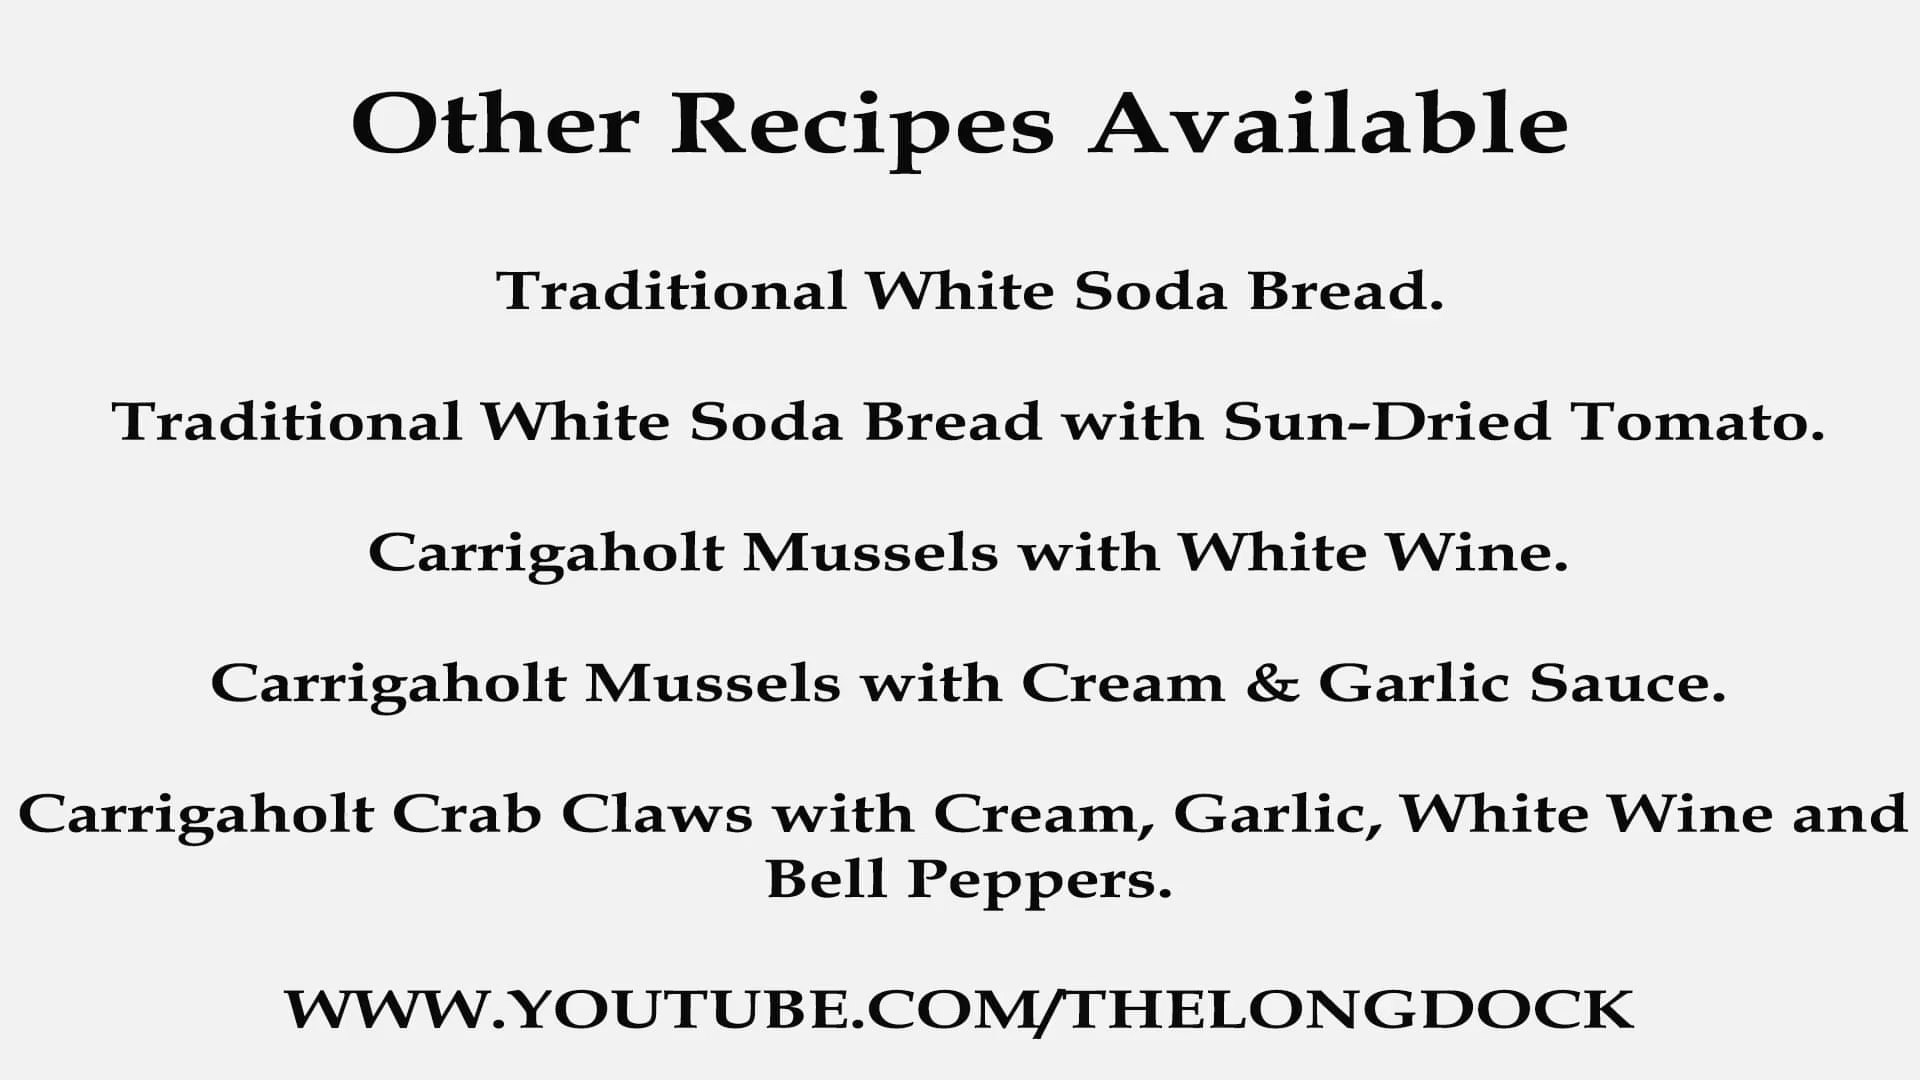 Other Recipes Available
Traditional White Soda Bread.
Traditional White Soda Bread with Sun-Dried Tomato.
Carrigaholt Mussels with White Wine.
Carrigaholt Mussels with Cream & Garlic Sauce.
Carrigaholt Crab Claws with Cream, Garlic, White Wine and
Bell Peppers.
WWW.YOUTUBE.COM/THELONGDOCK